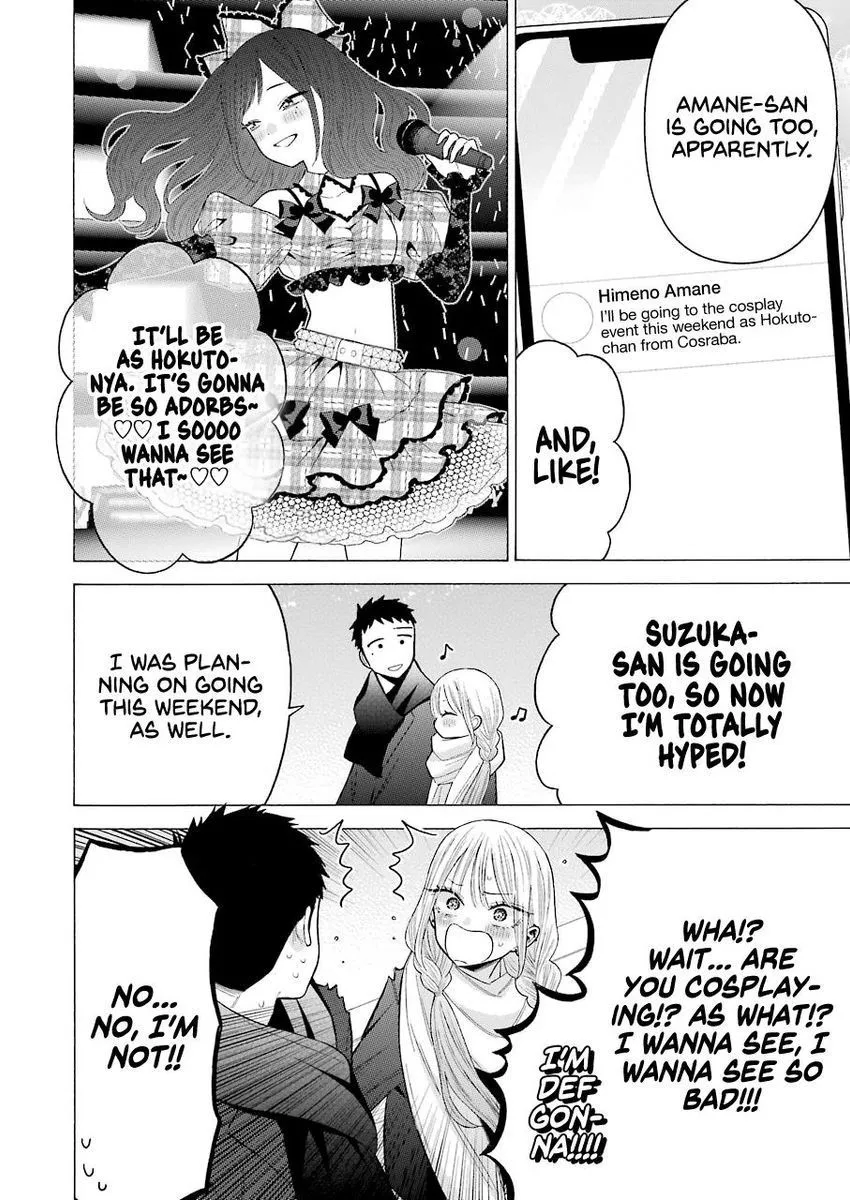 AMANE-SAN
IS GOING TOO,
APPARENTLY.
Himeno Amane
I'll be going to the cosplay
event this weekend as Hokuto-
chan from Cosraba.
AND,
LIKE!
IT'LL BE
AS HOKUTO-
NYA. IT'S GONNA
BE SO ADORBS~
♡♡ I SOOOO
WANNA SEE
THAT~♡♡
SUZUKA-
SAN IS GOING
TOO, SO NOW
I'M TOTALLY
HYPED!
I WAS PLAN-
NING ON GOING
THIS WEEKEND,
AS WELL.
WHA!?
WAIT... ARE
YOU COSPLAY-
ING!? AS WHAT!?
I WANNA SEE, I
WANNA SEE SO
BAD!!!
I'M
DEF
GON-
NA!!!!!
NO...
NO, I'M
NOT!!